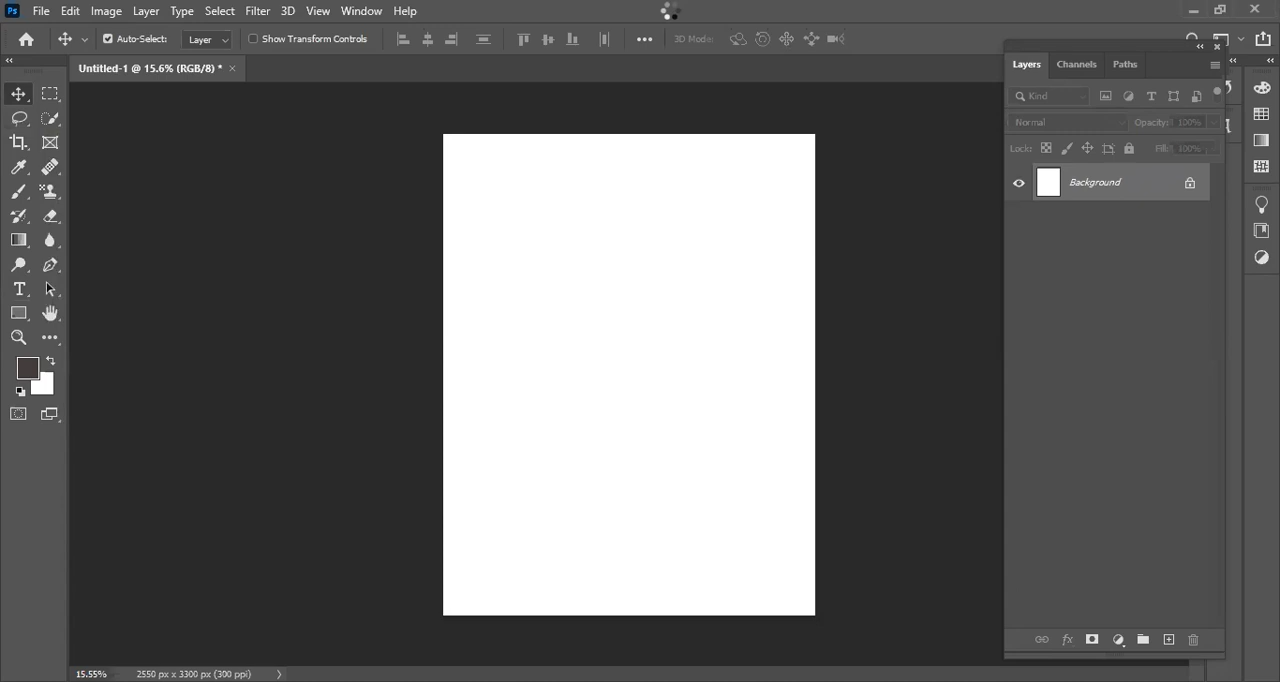 Ps File Edit Image Layer Type Select Filter 3D View Window Help
Auto-Select: Layer Show Transform Controls 3D Mode
Untitled-1 @ 15.6% (RGB/8) * ×
Layers Channels Paths
Kind
Normal Opacity: 100%
Lock: Fill: 100%
Background
15.55% 2550 px x 3300 px (300 ppi)